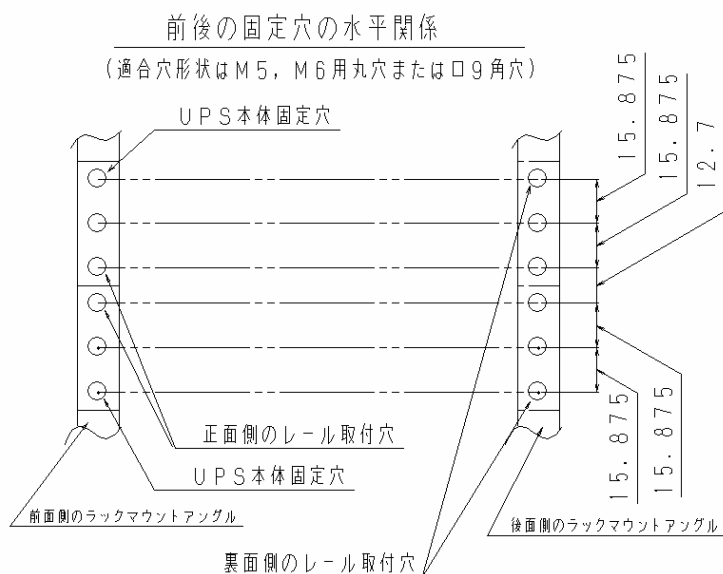 前後の固定穴の水平関係
(適合穴形状はM5,M6用丸穴または□9角穴)
UPS本体固定穴
15.875
15.875
12.7
正面側のレール取付穴
UPS本体固定穴
15.875
15.875
前面側のラックマウントアングル
後面側のラックマウントアングル
裏面側のレール取付穴